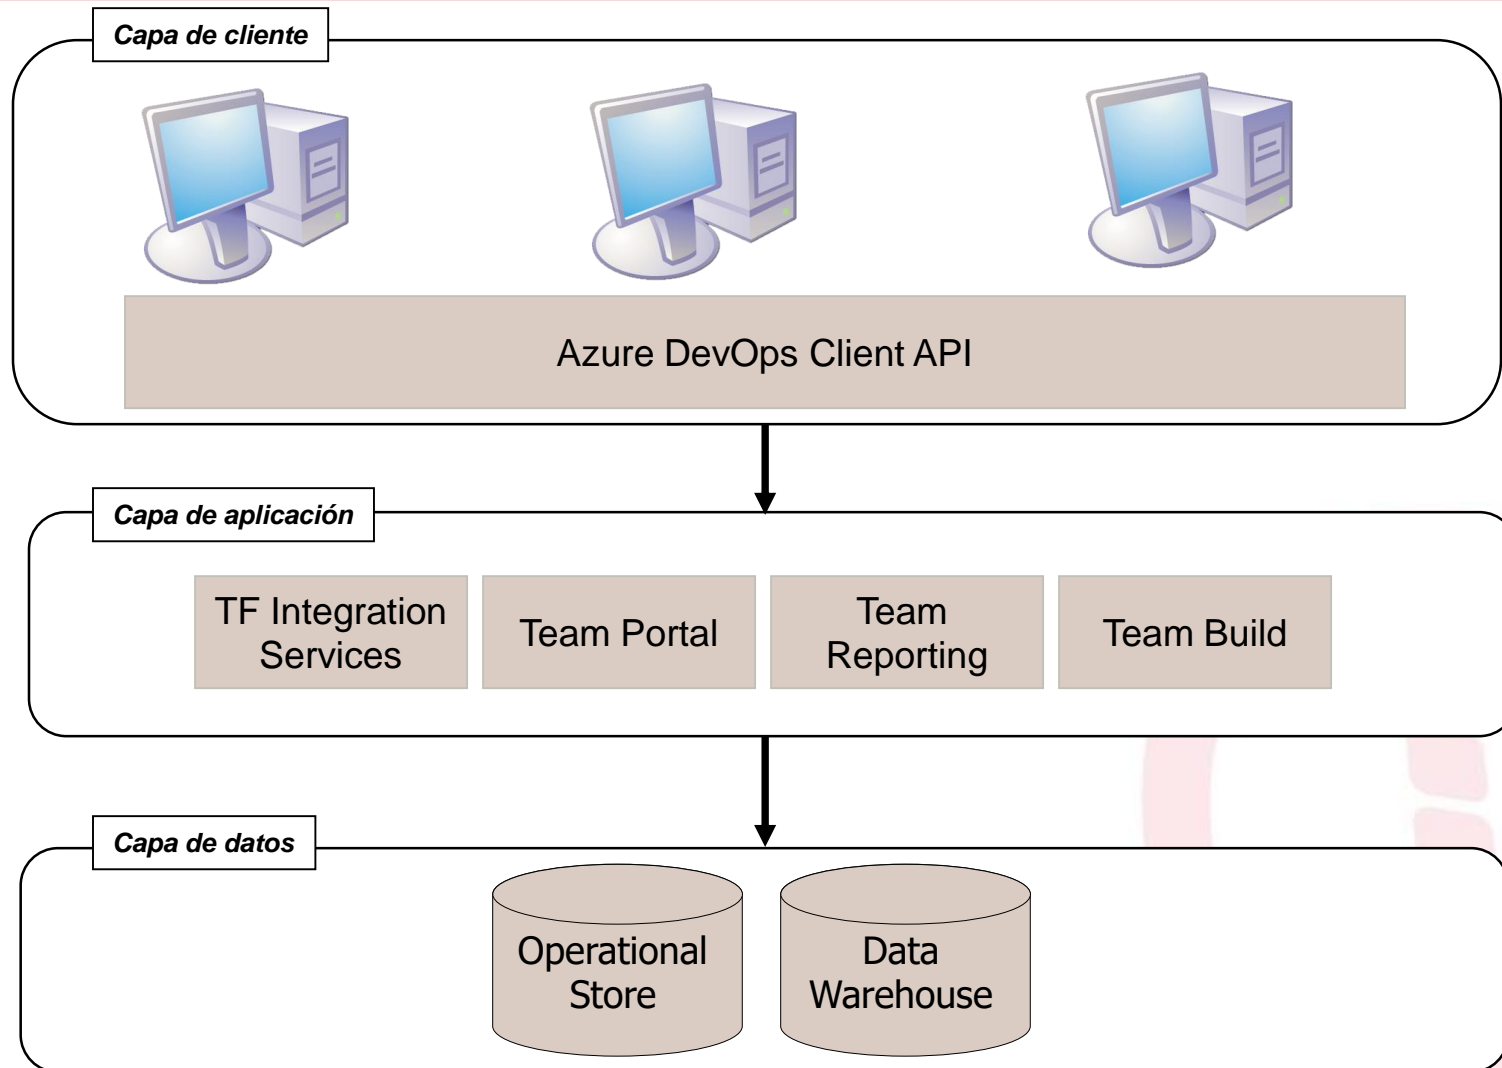 Capa de cliente
Azure DevOps Client API
Capa de aplicación
TF Integration
Services
Team Portal
Team
Reporting
Team Build
Capa de datos
Operational
Store
Data
Warehouse